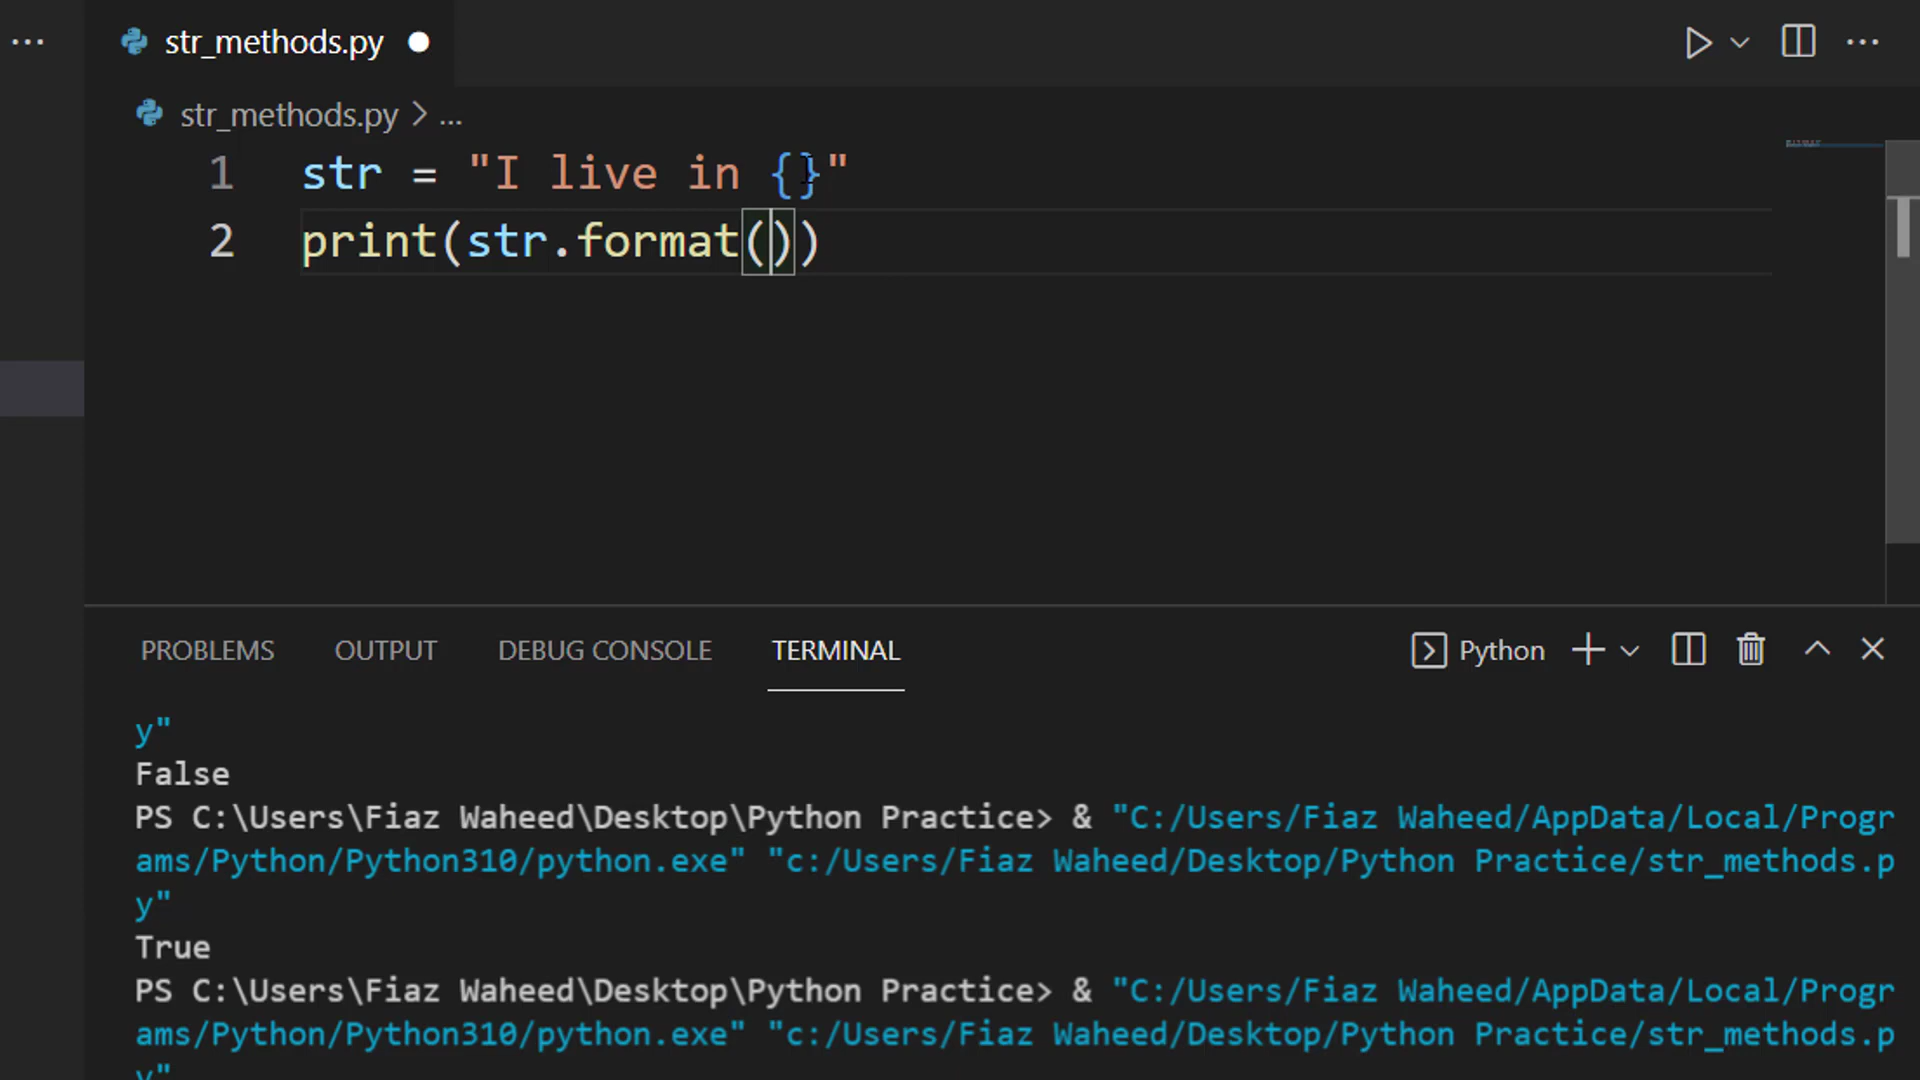 str_methods.py
str_methods.py > ...
1 str = "I live in {}"
2 print(str.format())
PROBLEMS OUTPUT DEBUG CONSOLE TERMINAL Python
y"
False
PS C:\Users\Fiaz Waheed\Desktop\Python Practice> & "C:/Users/Fiaz Waheed/AppData/Local/Progr
ams/Python/Python310/python.exe" "c:/Users/Fiaz Waheed/Desktop/Python Practice/str_methods.p
y"
True
PS C:\Users\Fiaz Waheed\Desktop\Python Practice> & "C:/Users/Fiaz Waheed/AppData/Local/Progr
ams/Python/Python310/python.exe" "c:/Users/Fiaz Waheed/Desktop/Python Practice/str_methods.p
y"